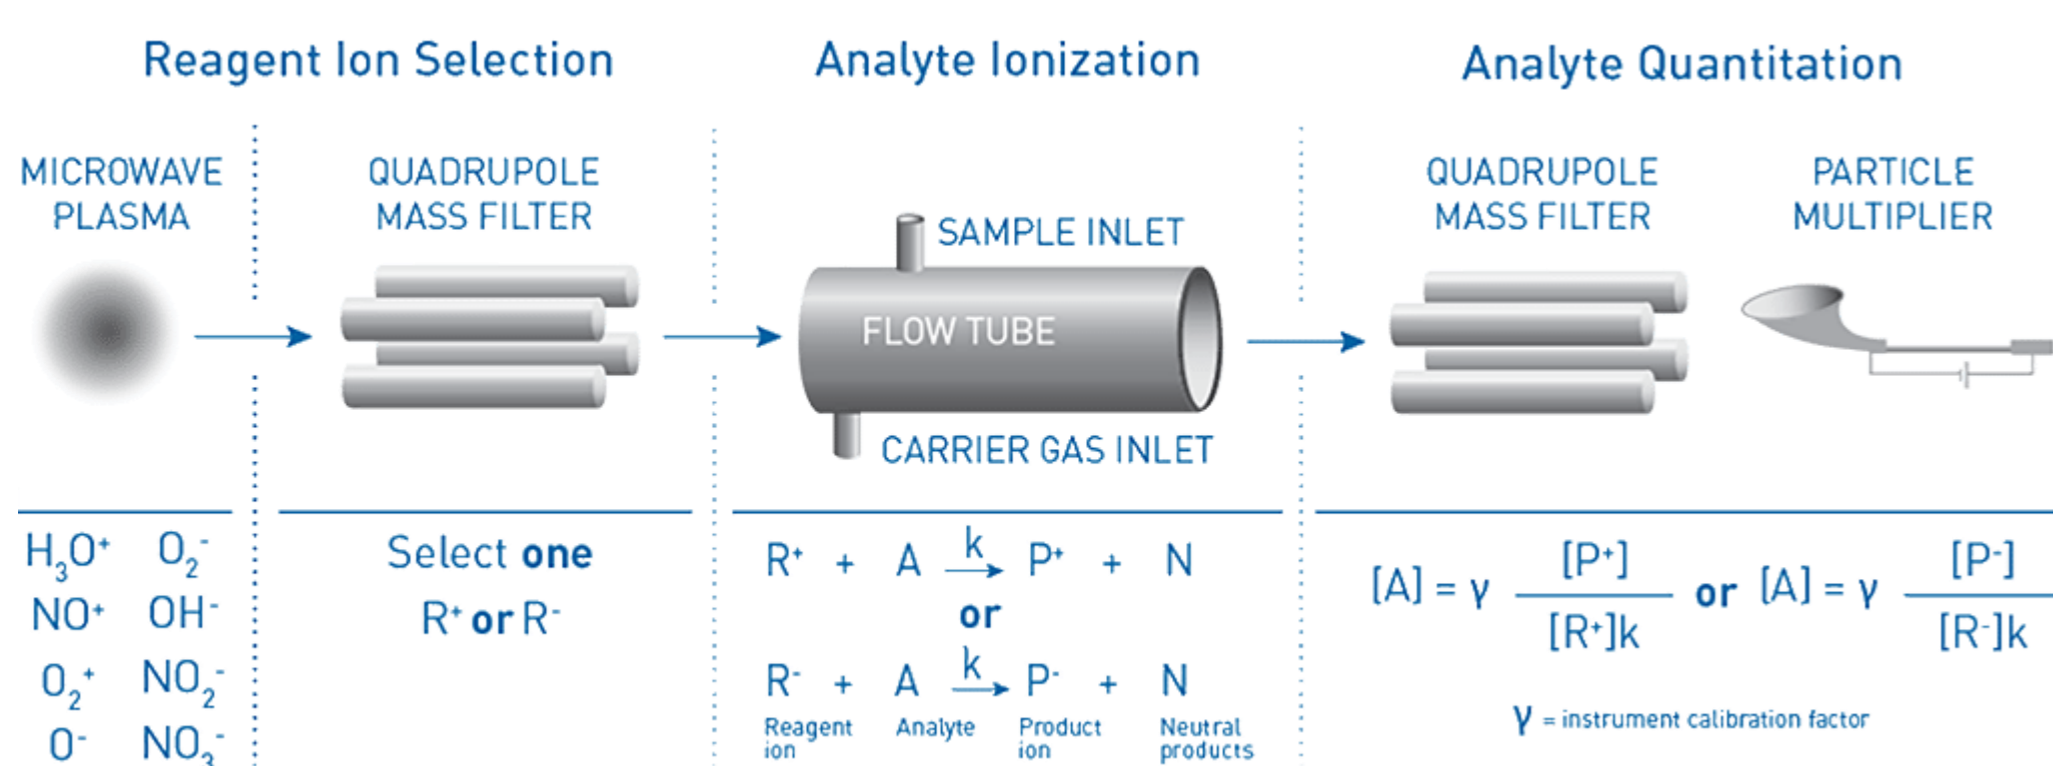 Reagent Ion Selection
Analyte Ionization
Analyte Quantitation
MICROWAVE
PLASMA
QUADRUPOLE
MASS FILTER
SAMPLE INLET
FLOW TUBE
CARRIER GAS INLET
QUADRUPOLE
MASS FILTER
PARTICLE
MULTIPLIER
H₃O⁺ O₂⁻
NO⁺ OH⁻
O₂⁺ NO₂⁻
O⁻ NO₃⁻
Select one
R⁺ or R⁻
k
R⁺ + A → P⁺ + N
or
k
R⁻ + A → P⁻ + N
Reagent ion
Analyte
Product ion
Neutral products
[A] = γ [P⁺] / [R⁺]k or [A] = γ [P⁻] / [R⁻]k
γ = instrument calibration factor